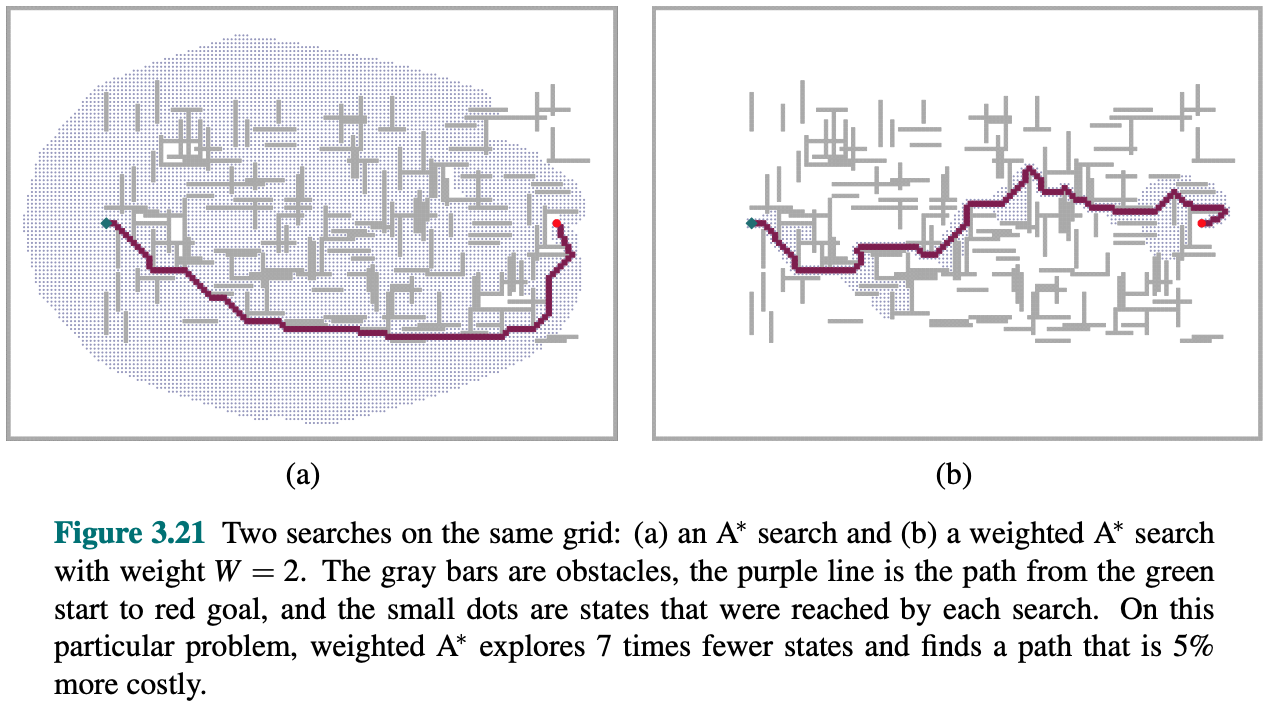 (a)
(b)
Figure 3.21 Two searches on the same grid: (a) an A* search and (b) a weighted A* search
with weight W = 2. The gray bars are obstacles, the purple line is the path from the green
start to red goal, and the small dots are states that were reached by each search. On this
particular problem, weighted A* explores 7 times fewer states and finds a path that is 5%
more costly.